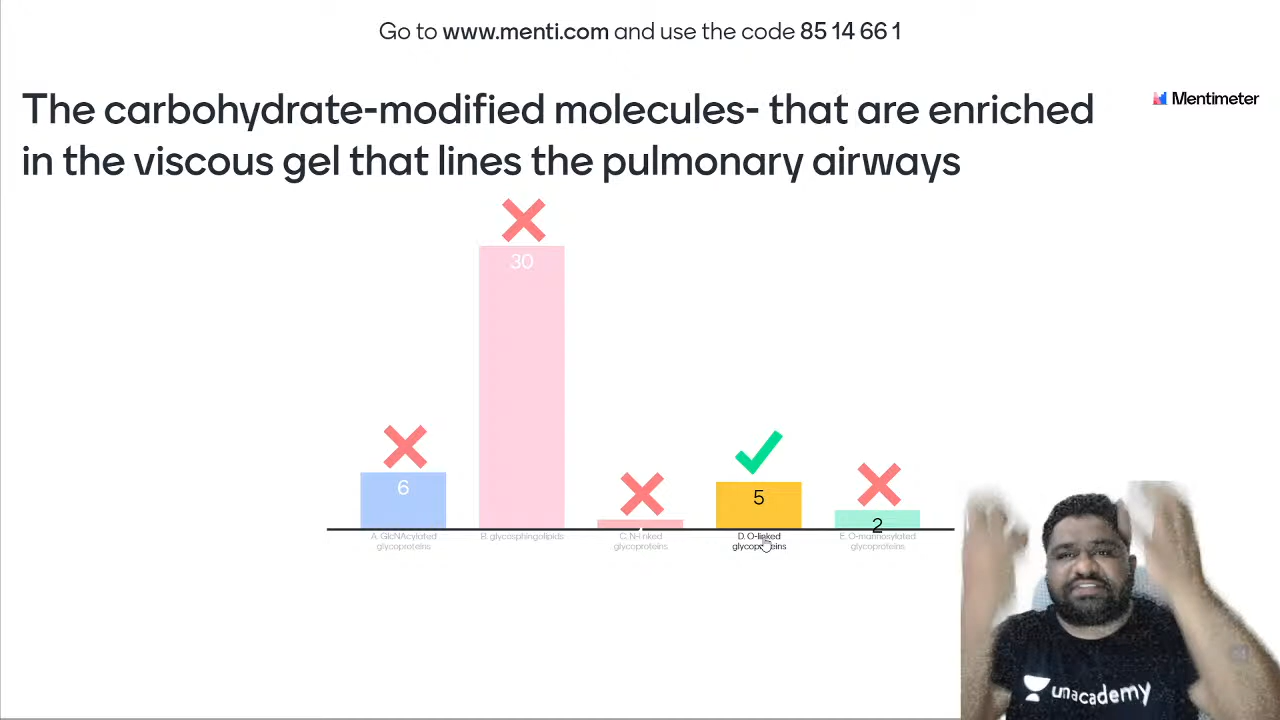 Go to www.menti.com and use the code 85 14 66 1
The carbohydrate-modified molecules- that are enriched
in the viscous gel that lines the pulmonary airways
Mentimeter
30
6
5
2
A. GlcNAcylated
glycoproteins
B. glycosphingolipids
C. N-linked
glycoproteins
D. O-linked
glycoproteins
E. O-mannosylated
glycoproteins
unacademy